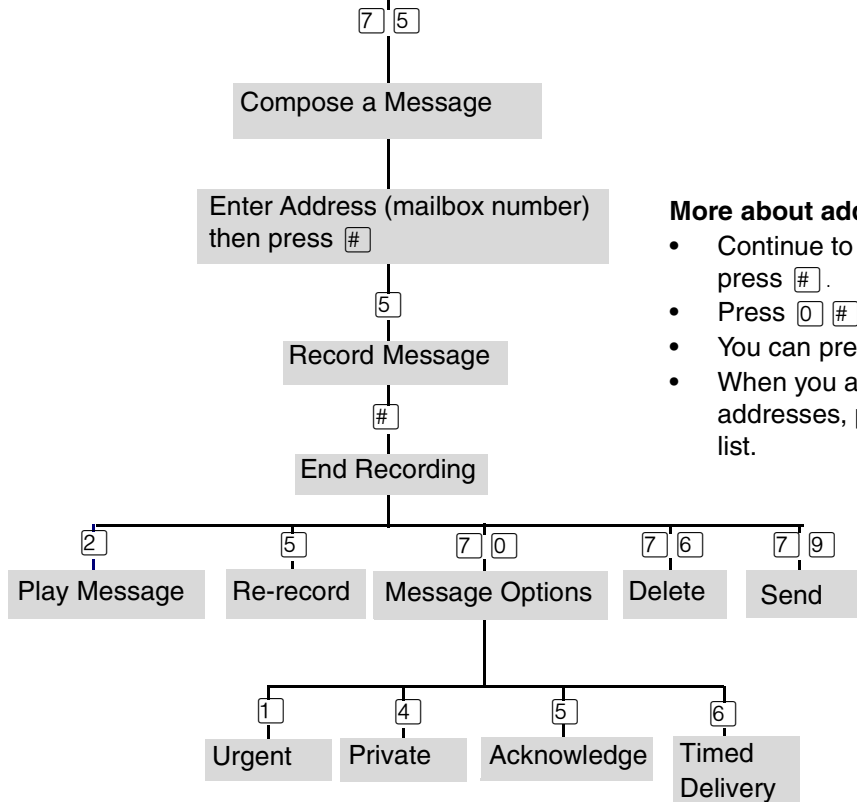 7 5
Compose a Message
Enter Address (mailbox number)
then press #
5
Record Message
#
End Recording
2 5 7 0 7 6 7 9
Play Message Re-record Message Options Delete Send
1 4 5 6
Urgent Private Acknowledge Timed
Delivery
More about
• Continue to
press # .
• Press 0 #
• You can
• When you
addresses,
list.